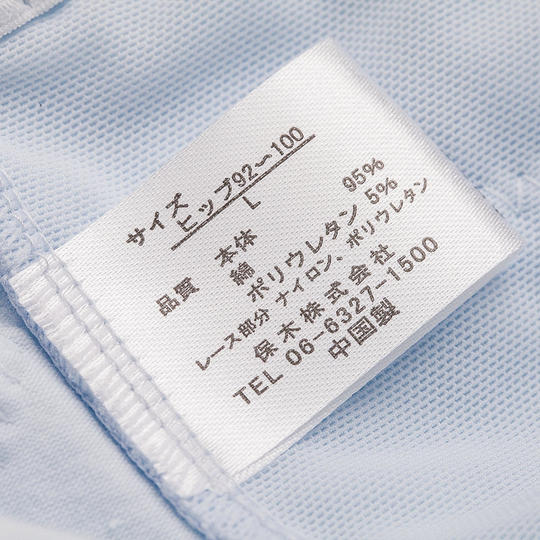 サイズ
ヒップ92〜100
L
品質 本体
綿 95%
ポリウレタン 5%
レース部分 ナイロン、ポリウレタン
保木株式会社
TEL 06-6327-1500
中国製